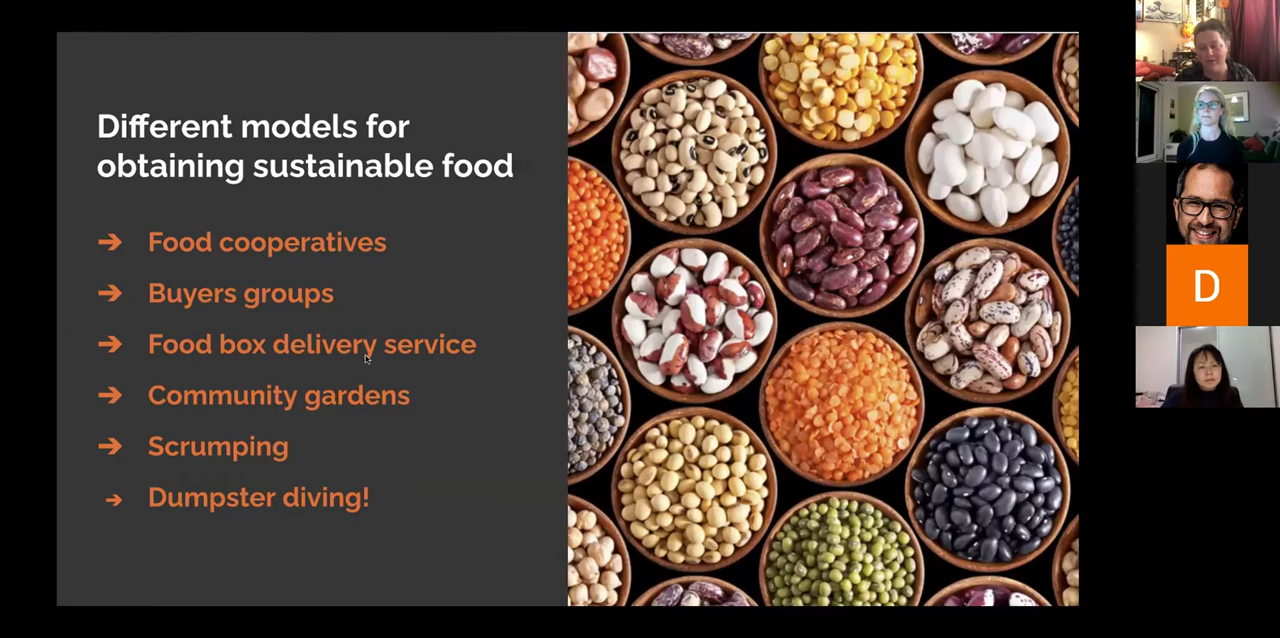 Different models for
obtaining sustainable food
➔ Food cooperatives
➔ Buyers groups
➔ Food box delivery service
➔ Community gardens
➔ Scrumping
➔ Dumpster diving!
D